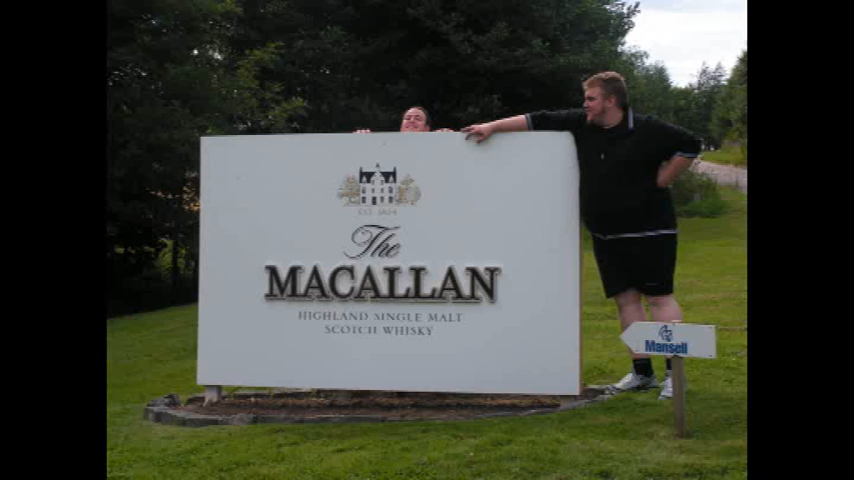 EST. 1824
The
MACALLAN
HIGHLAND SINGLE MALT
SCOTCH WHISKY
Mansell